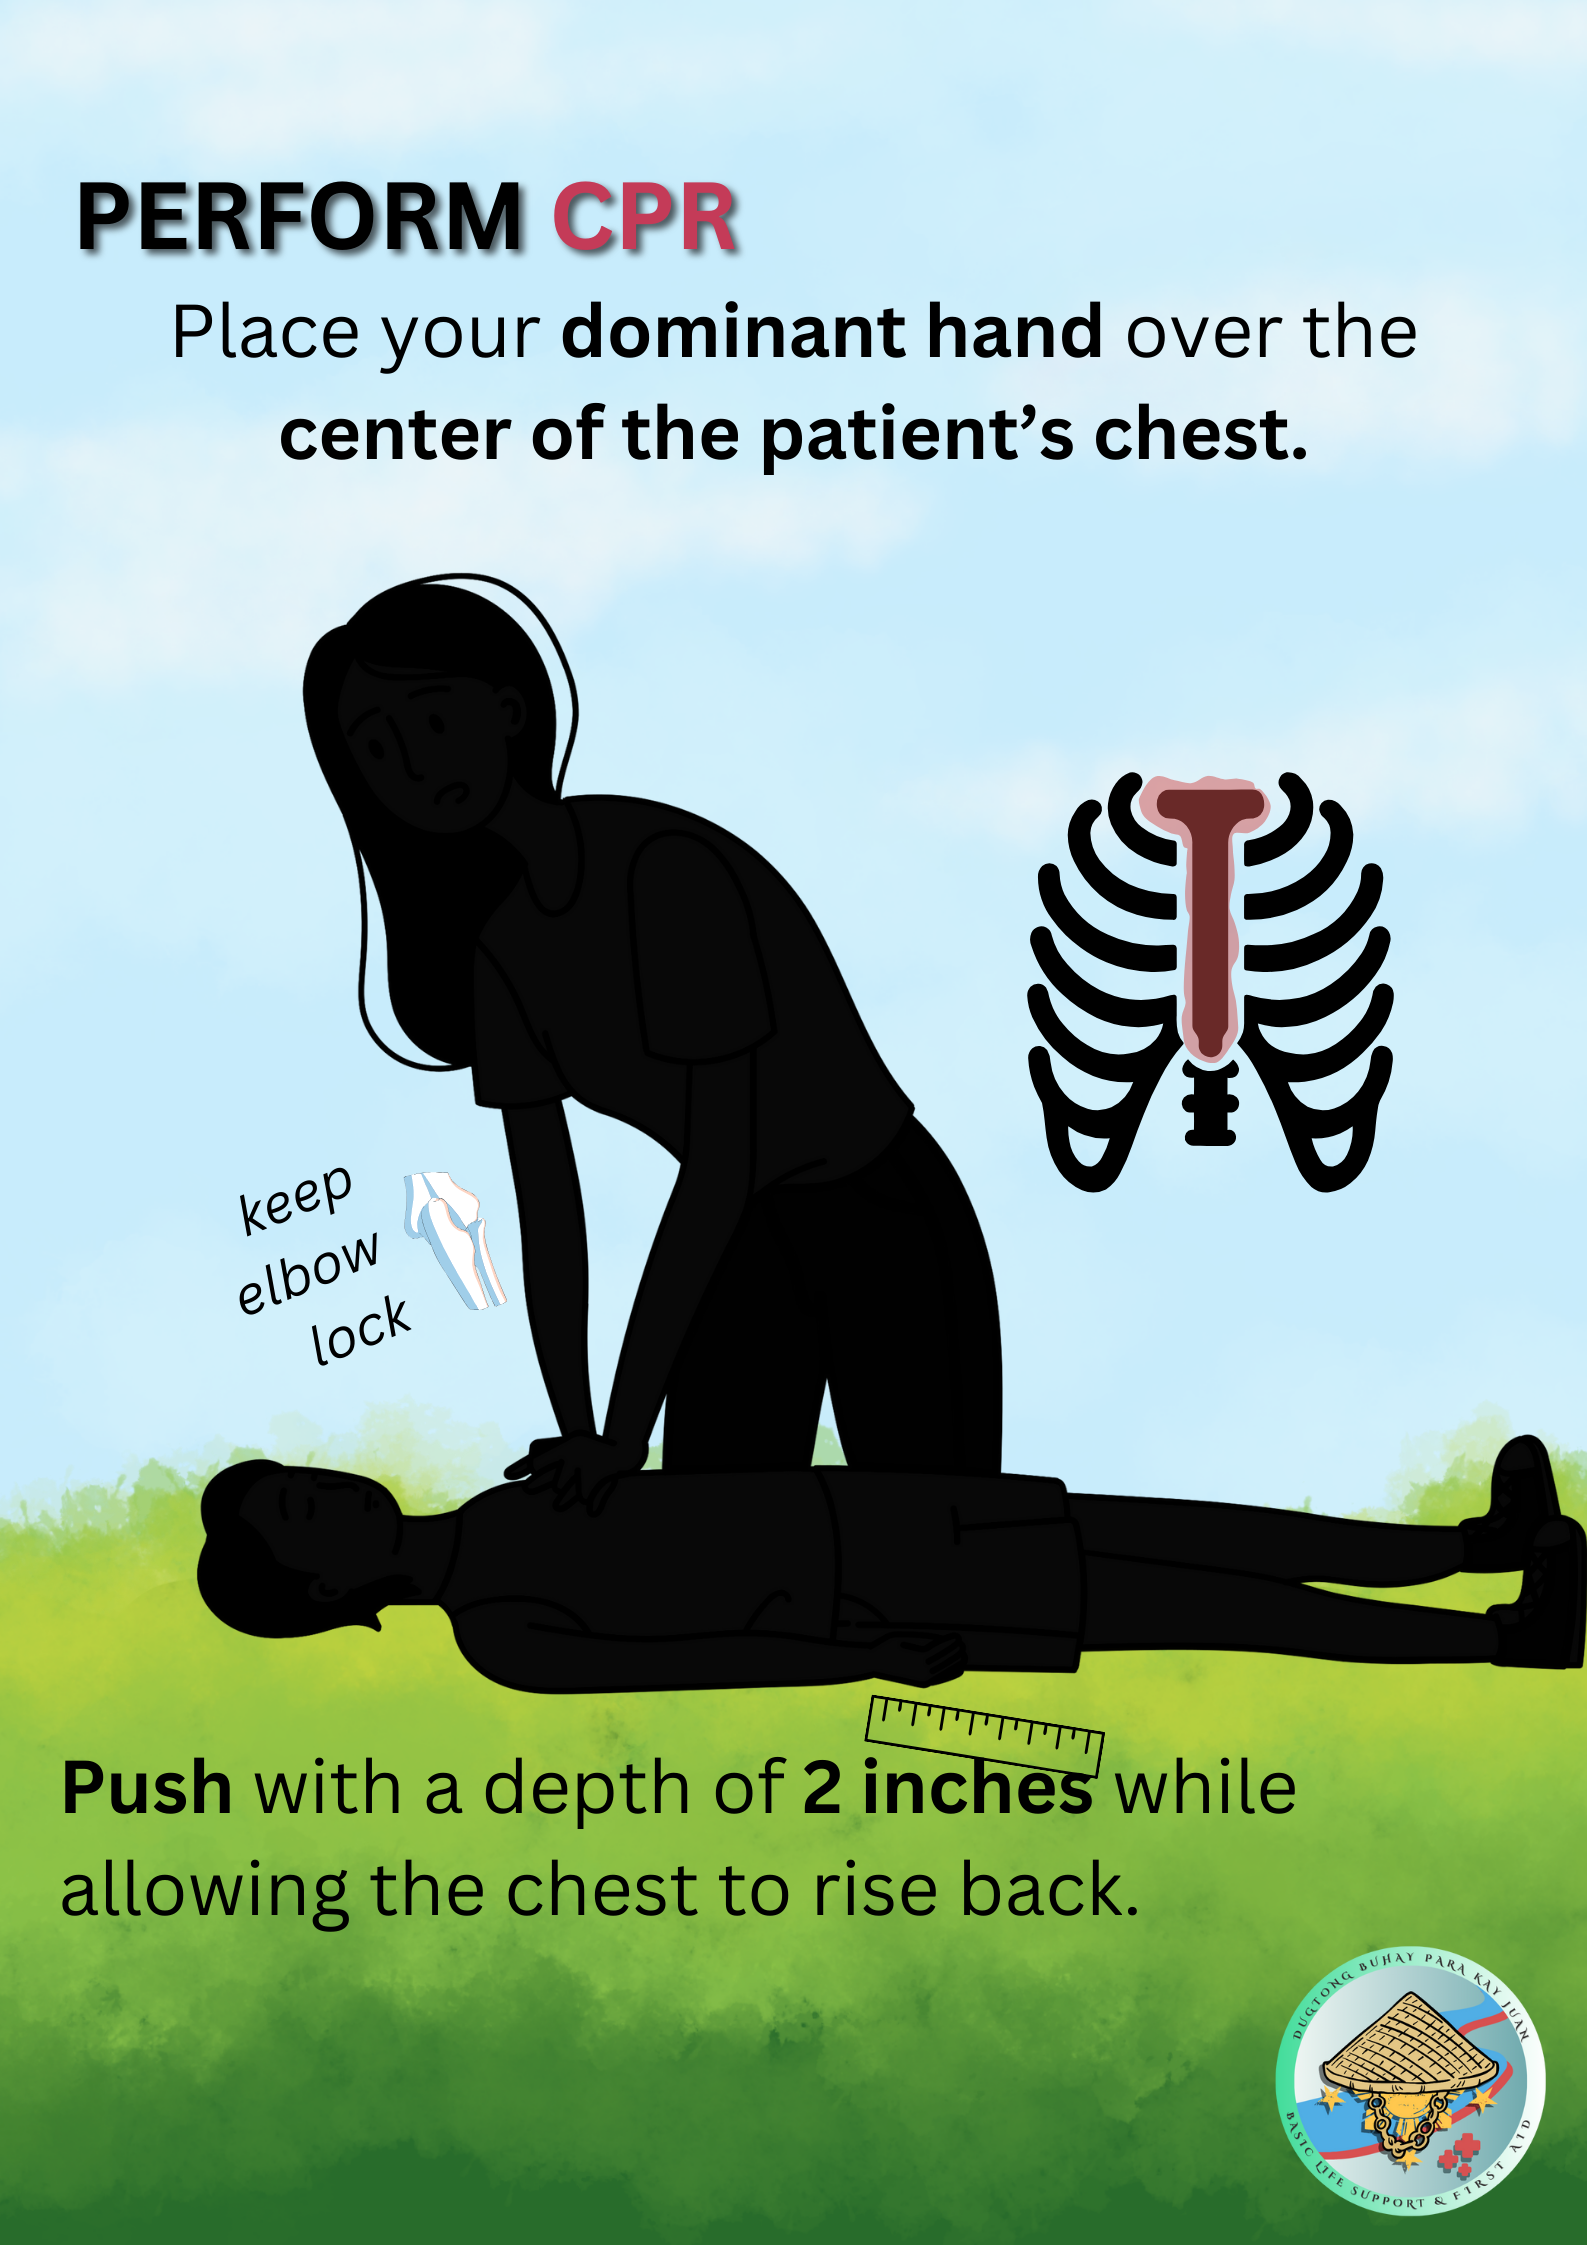 PERFORM CPR
Place your dominant hand over the
center of the patient’s chest.
keep
elbow
lock
Push with a depth of 2 inches while
allowing the chest to rise back.
DUGTONG BUHAY PARA KAY JUAN
BASIC LIFE SUPPORT & FIRST AID